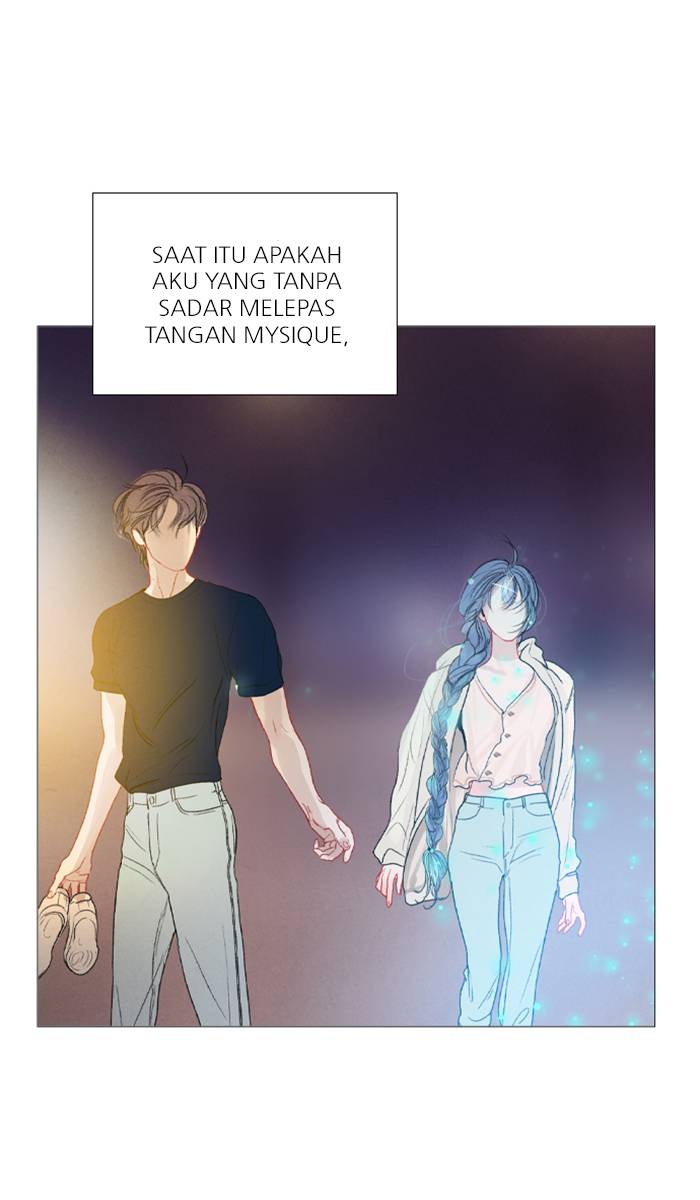 SAAT ITU APAKAH
AKU YANG TANPA
SADAR MELEPAS
TANGAN MYSIQUE,